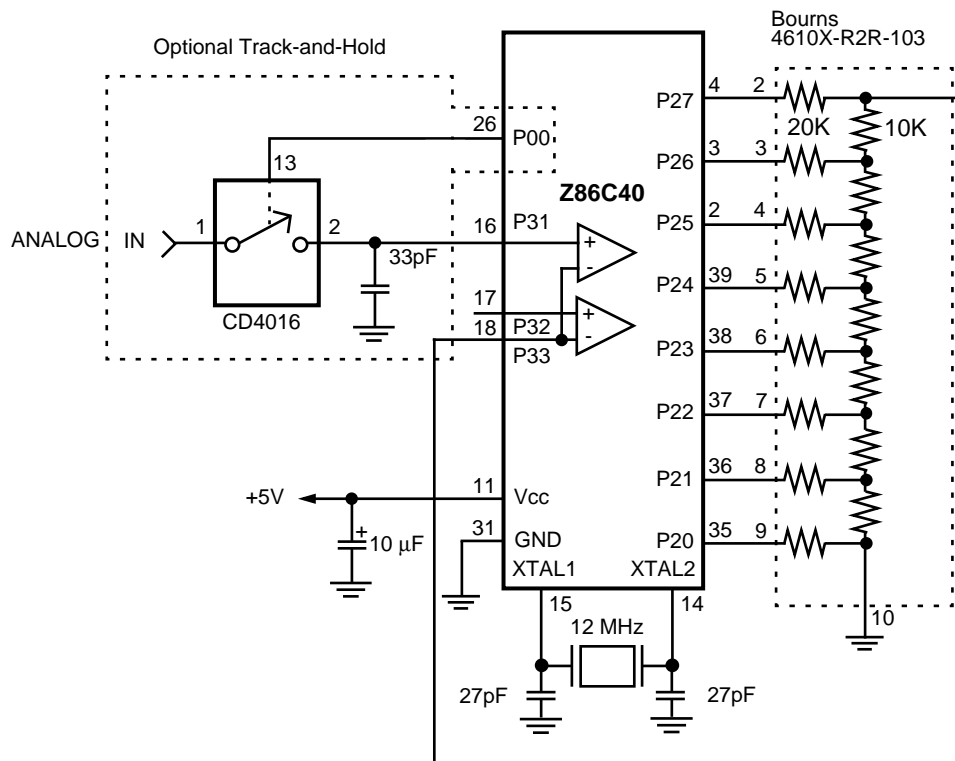 Bourns
4610X-R2R-103
Optional Track-and-Hold
26 P00
P27 4 2
20K 10K
13
P26 3 3
Z86C40
ANALOG IN
1 2
16 P31
+
-
P25 2 4
33pF
CD4016
17
P32
+
18
P33
-
P24 39 5
P23 38 6
P22 37 7
+5V
11 Vcc
P21 36 8
+
10 µF
31 GND
P20 35 9
XTAL1 XTAL2
15 14
10
12 MHz
27pF 27pF